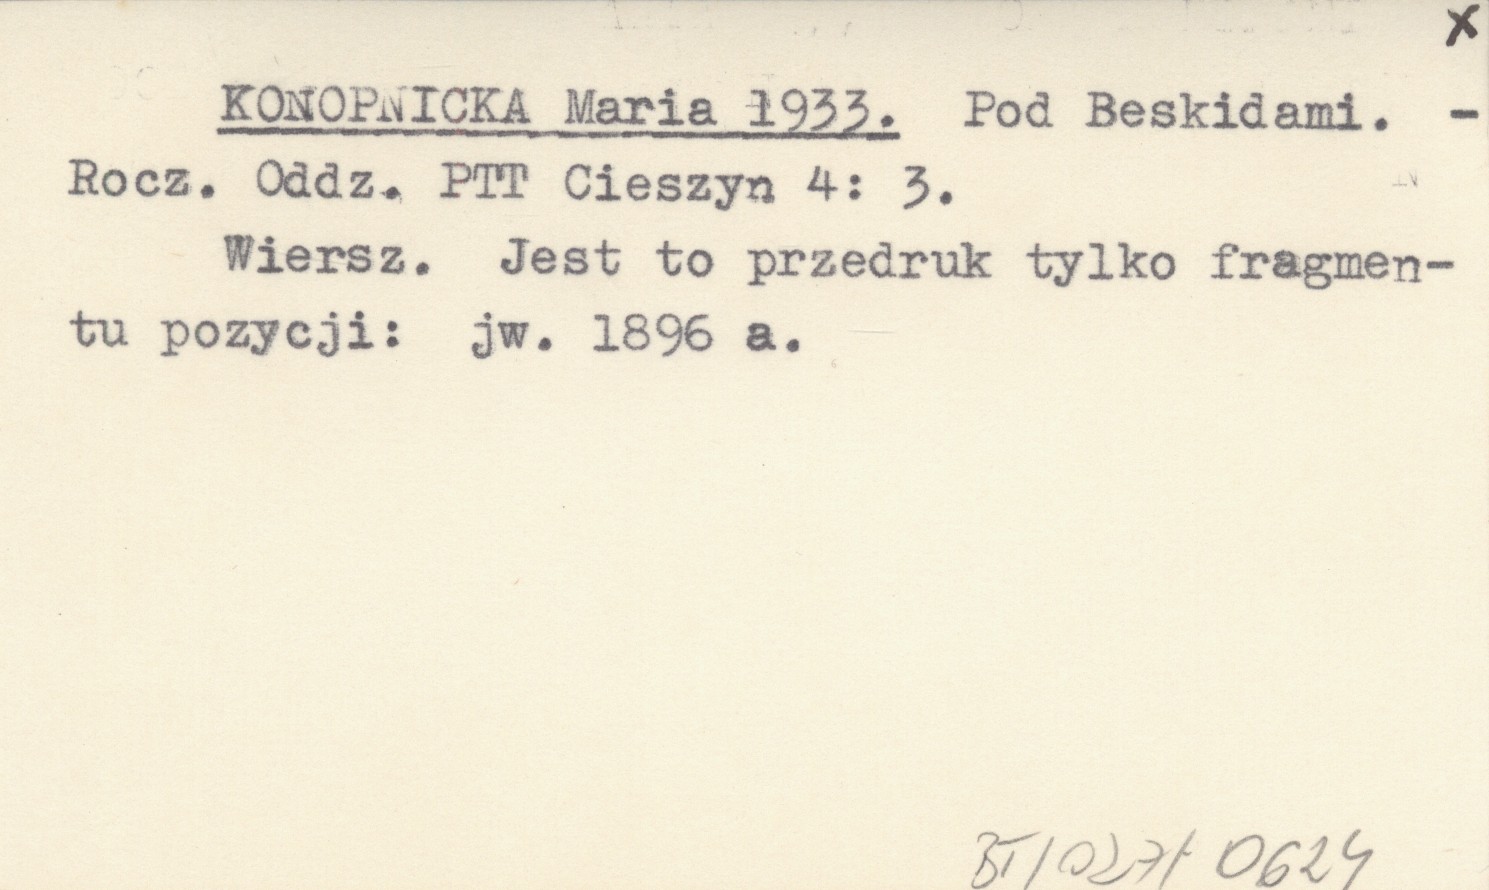 x
KONOPNICKA Maria 1933. Pod Beskidami. -
Rocz. Oddz. PTT Cieszyn 4: 3.
Wiersz. Jest to przedruk tylko fragmen-
tu pozycji: jw. 1896 a.
BT/027/ 0624